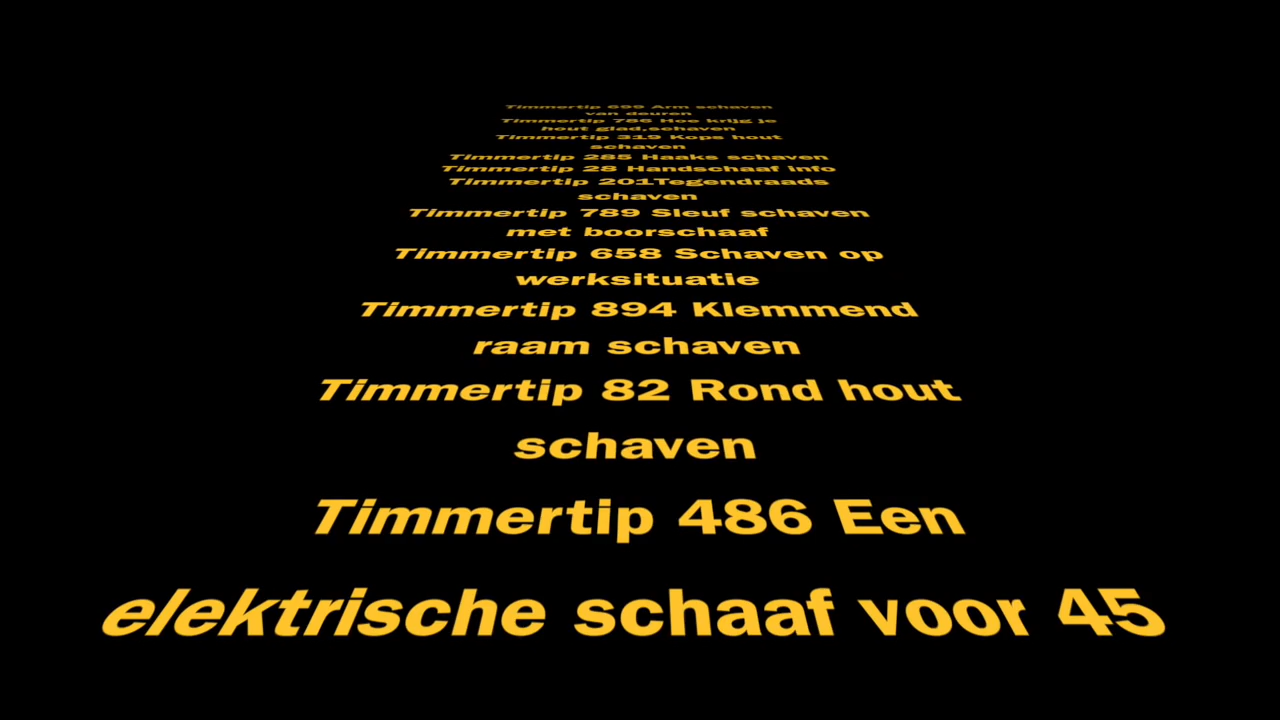 Timmertip 699 Arm schaven
van deuren
Timmertip 786 Hoe krijg je
hout glad,schaven
Timmertip 319 Kops hout
schaven
Timmertip 285 Haaks schaven
Timmertip 28 Handschaaf info
Timmertip 201Tegendraads
schaven
Timmertip 789 Sleuf schaven
met boorschaaf
Timmertip 658 Schaven op
werksituatie
Timmertip 894 Klemmend
raam schaven
Timmertip 82 Rond hout
schaven
Timmertip 486 Een
elektrische schaaf voor 45